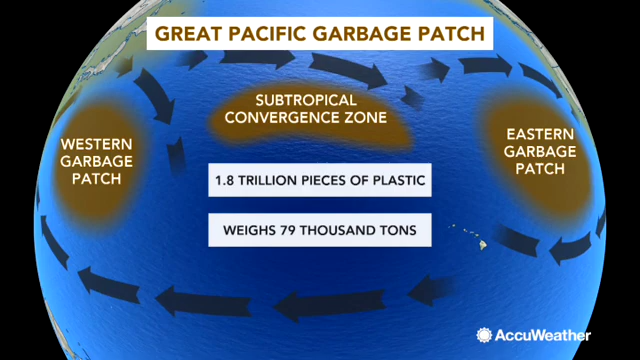 GREAT PACIFIC GARBAGE PATCH
SUBTROPICAL
CONVERGENCE ZONE
WESTERN
GARBAGE
PATCH
EASTERN
GARBAGE
PATCH
1.8 TRILLION PIECES OF PLASTIC
WEIGHS 79 THOUSAND TONS
AccuWeather